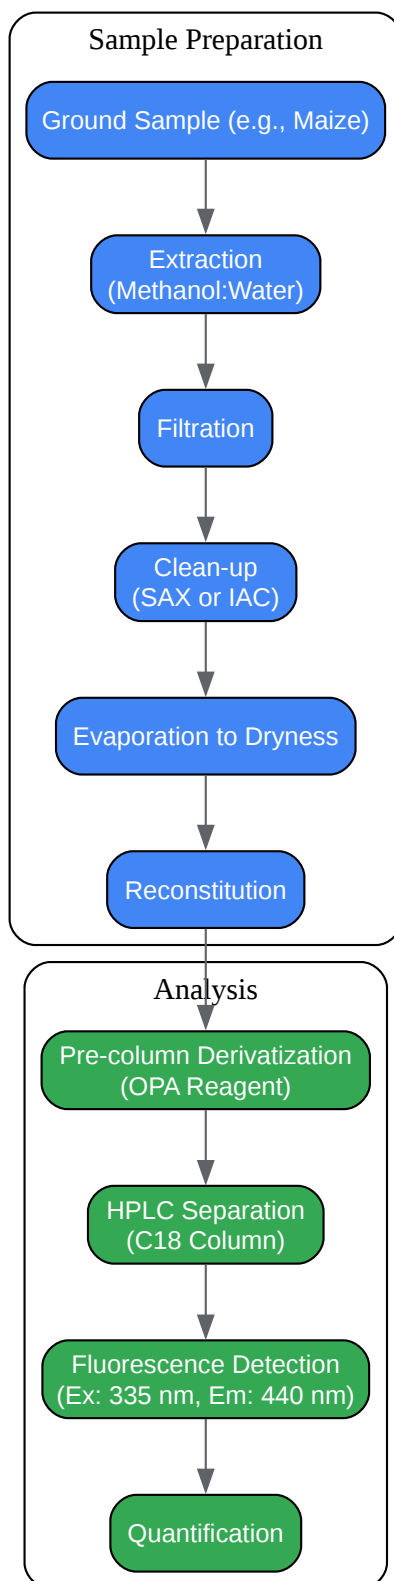 Sample Preparation
Ground Sample (e.g., Maize)
Extraction
(Methanol:Water)
Filtration
Clean-up
(SAX or IAC)
Evaporation to Dryness
Reconstitution
Analysis
Pre-column Derivatization
(OPA Reagent)
HPLC Separation
(C18 Column)
Fluorescence Detection
(Ex: 335 nm, Em: 440 nm)
Quantification